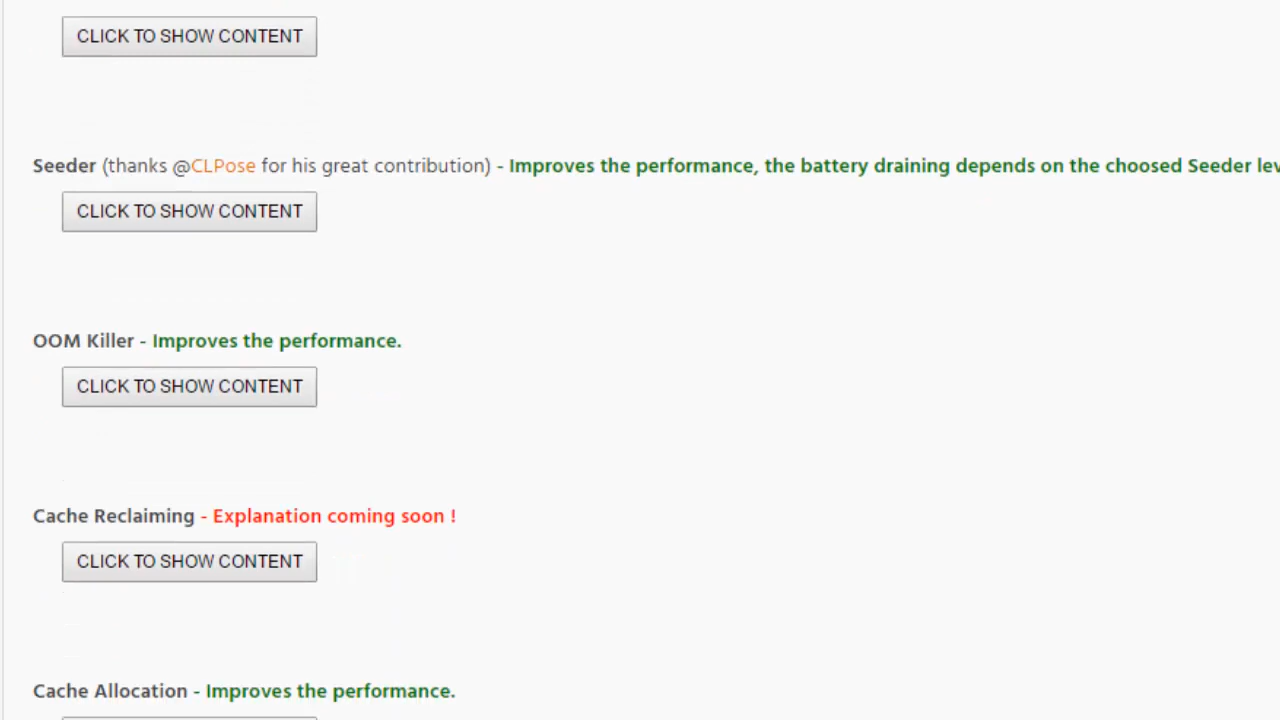 CLICK TO SHOW CONTENT
Seeder (thanks @CLPose for his great contribution) - Improves the performance, the battery draining depends on the choosed Seeder
CLICK TO SHOW CONTENT
OOM Killer - Improves the performance.
CLICK TO SHOW CONTENT
Cache Reclaiming - Explanation coming soon !
CLICK TO SHOW CONTENT
Cache Allocation - Improves the performance.